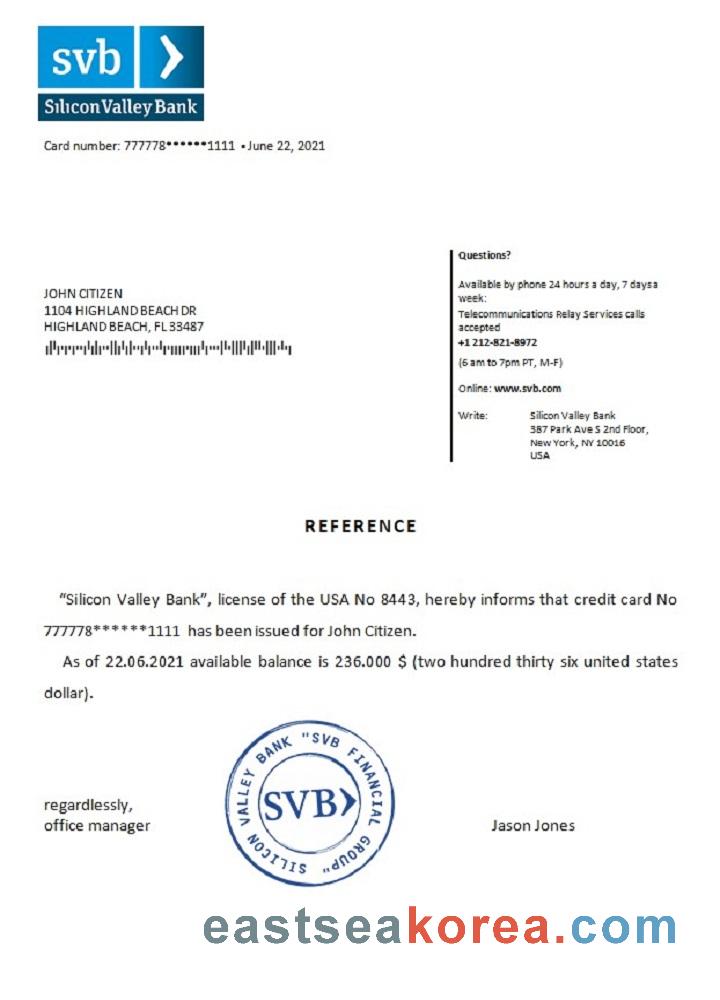 svb
Silicon Valley Bank
Card number: 777778******1111 • June 22, 2021
Questions?
Available by phone 24 hours a day, 7 days a
week:
Telecommunications Relay Services calls
accepted
+1 212-821-8972
(6 am to 7pm PT, M-F)
Online: www.svb.com
Write: Silicon Valley Bank
387 Park Ave S 2nd Floor,
New York, NY 10016
USA
JOHN CITIZEN
1104 HIGHLAND BEACH DR
HIGHLAND BEACH, FL 33487
REFERENCE
“Silicon Valley Bank”, license of the USA No 8443, hereby informs that credit card No
777778******1111 has been issued for John Citizen.
As of 22.06.2021 available balance is 236.000 $ (two hundred thirty six united states
dollar).
SILICON VALLEY BANK "SVB FINANCIAL GROUP"
SVB
regardlessly,
office manager
Jason Jones
eastseakorea.com